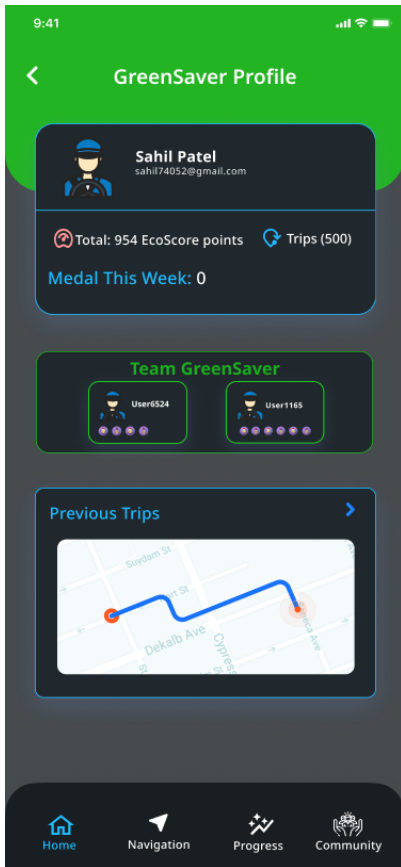 9:41
GreenSaver Profile
Sahil Patel
sahil74052@gmail.com
Total: 954 EcoScore points
Trips (500)
Medal This Week: 0
Team GreenSaver
User6524
User1165
Previous Trips
Suydam St
Dekalb Ave
Cypress
Home
Navigation
Progress
Community